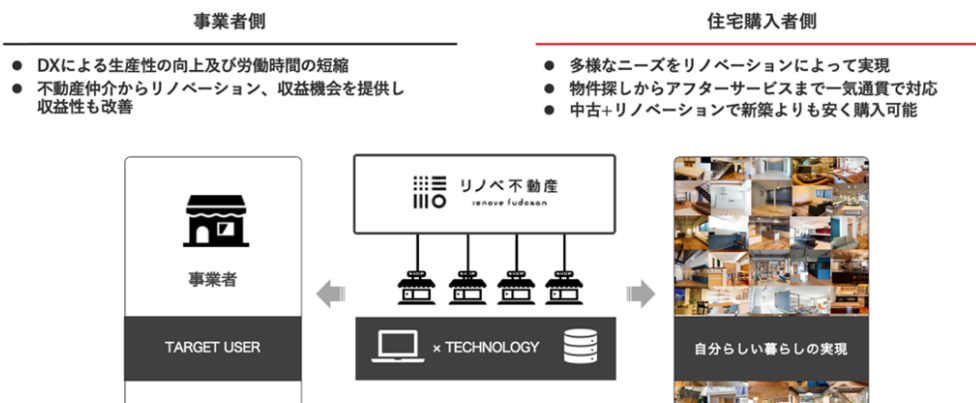 事業者側
● DXによる生産性の向上及び労働時間の短縮
● 不動産仲介からリノベーション、収益機会を提供し
収益性も改善
住宅購入者側
● 多様なニーズをリノベーションによって実現
● 物件探しからアフターサービスまで一気通貫で対応
● 中古+リノベーションで新築よりも安く購入可能
事業者
TARGET USER
リノベ不動産
renove fudosan
SHOP SHOP SHOP SHOP
× TECHNOLOGY
自分らしい暮らしの実現